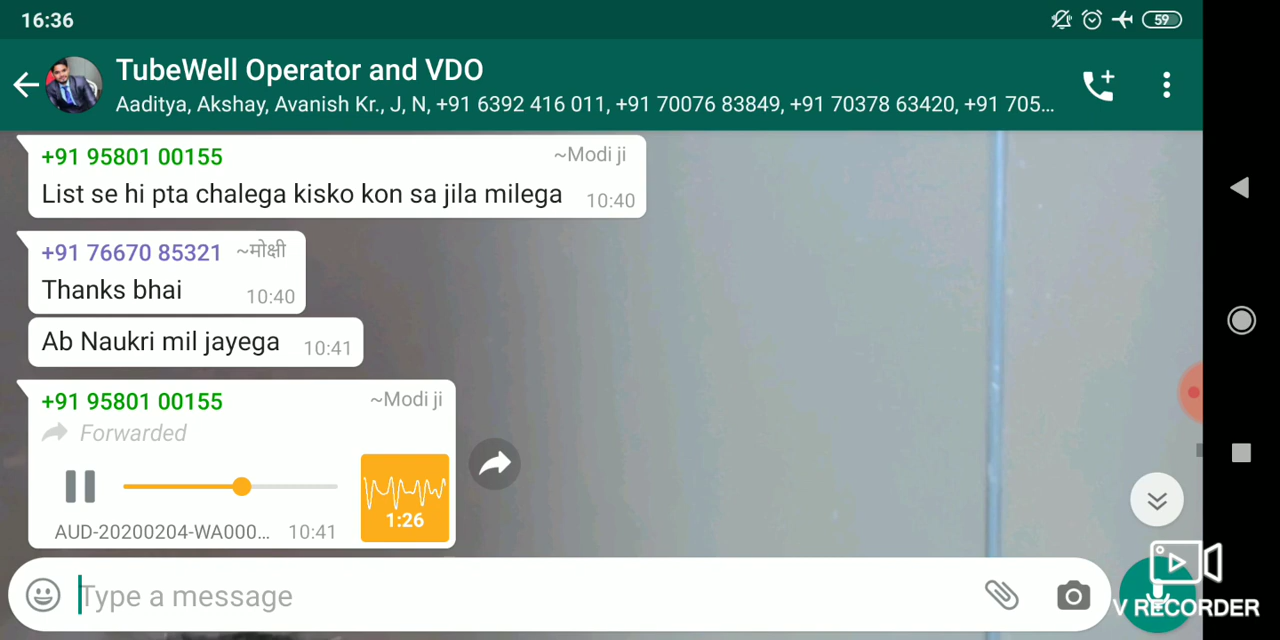 16:36
59
TubeWell Operator and VDO
Aaditya, Akshay, Avanish Kr., J, N, +91 6392 416 011, +91 70076 83849, +91 70378 63420, +91 705...
+91 95801 00155 ~Modi ji
List se hi pta chalega kisko kon sa jila milega 10:40
+91 76670 85321 ~मोक्षी
Thanks bhai 10:40
Ab Naukri mil jayega 10:41
+91 95801 00155 ~Modi ji
Forwarded
1:26
AUD-20200204-WA000... 10:41
Type a message
V RECORDER